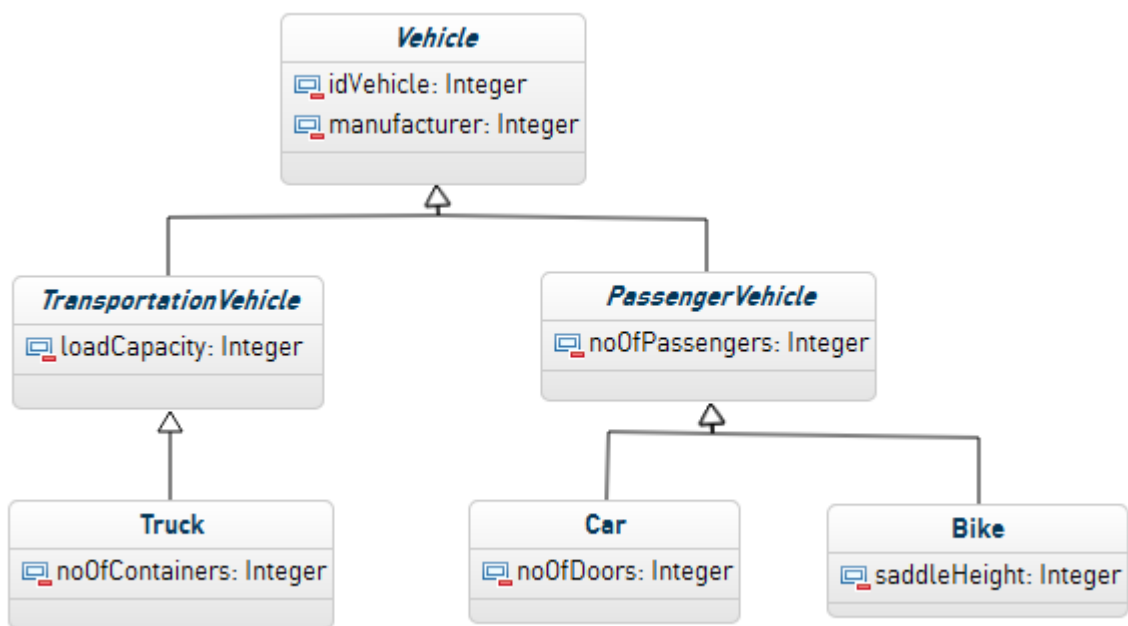 Vehicle
idVehicle: Integer
manufacturer: Integer
TransportationVehicle
loadCapacity: Integer
PassengerVehicle
noOfPassengers: Integer
Truck
noOfContainers: Integer
Car
noOfDoors: Integer
Bike
saddleHeight: Integer